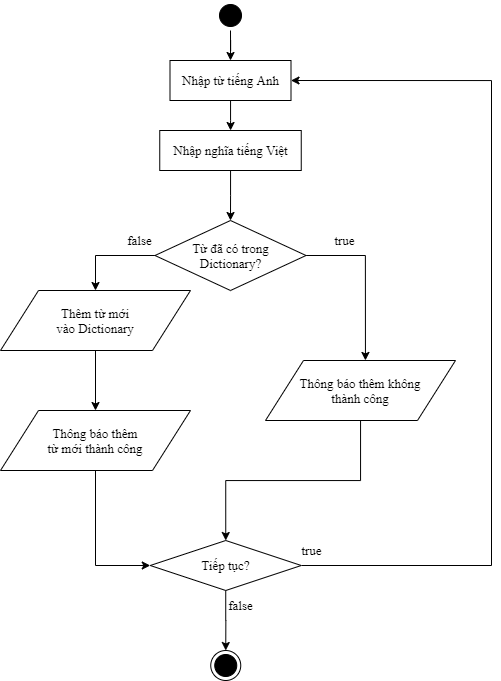 Nhập từ tiếng Anh
Nhập nghĩa tiếng Việt
false
Từ đã có trong
Dictionary?
true
Thêm từ mới
vào Dictionary
Thông báo thêm không
thành công
Thông báo thêm
từ mới thành công
Tiếp tục?
true
false